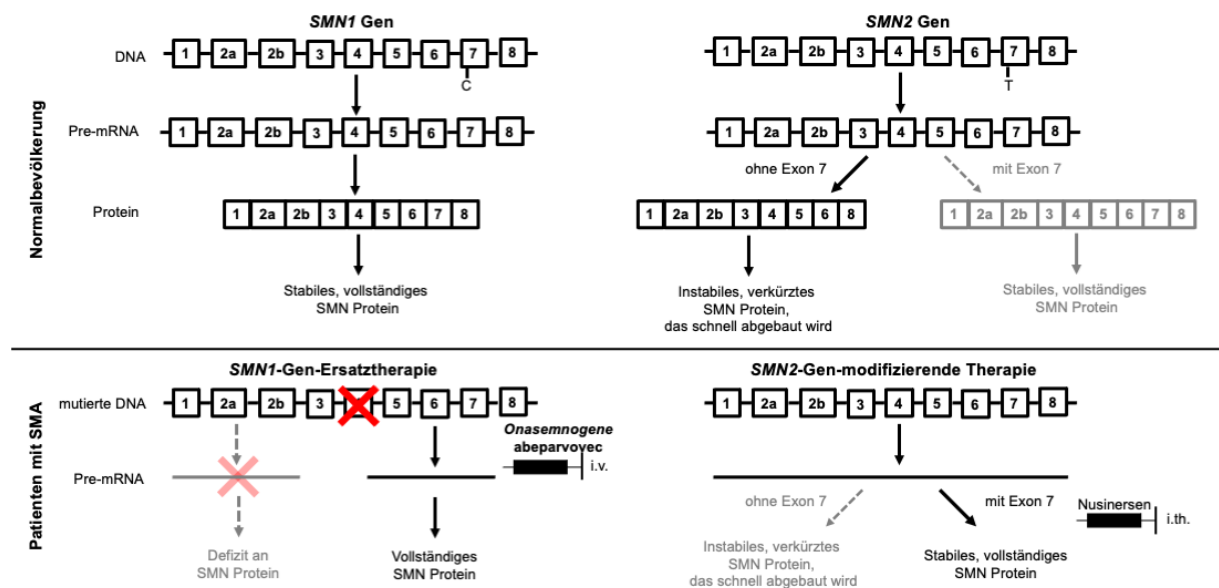 SMN1 Gen
SMN2 Gen
Normalbevölkerung
DNA
1 2a 2b 3 4 5 6 7 8
C
1 2a 2b 3 4 5 6 7 8
T
Pre-mRNA
1 2a 2b 3 4 5 6 7 8
1 2a 2b 3 4 5 6 7 8
ohne Exon 7
mit Exon 7
Protein
1 2a 2b 3 4 5 6 7 8
1 2a 2b 3 4 5 6 8
1 2a 2b 3 4 5 6 7 8
Stabiles, vollständiges
SMN Protein
Instabiles, verkürztes
SMN Protein,
das schnell abgebaut wird
Stabiles, vollständiges
SMN Protein
Patienten mit SMA
SMN1-Gen-Ersatztherapie
SMN2-Gen-modifizierende Therapie
mutierte DNA
1 2a 2b 3 5 6 7 8
1 2a 2b 3 4 5 6 7 8
Onasemnogene
abeparvovec
i.v.
Pre-mRNA
ohne Exon 7
mit Exon 7
Nusinersen
i.th.
Defizit an
SMN Protein
Vollständiges
SMN Protein
Instabiles, verkürztes
SMN Protein,
das schnell abgebaut wird
Stabiles, vollständiges
SMN Protein